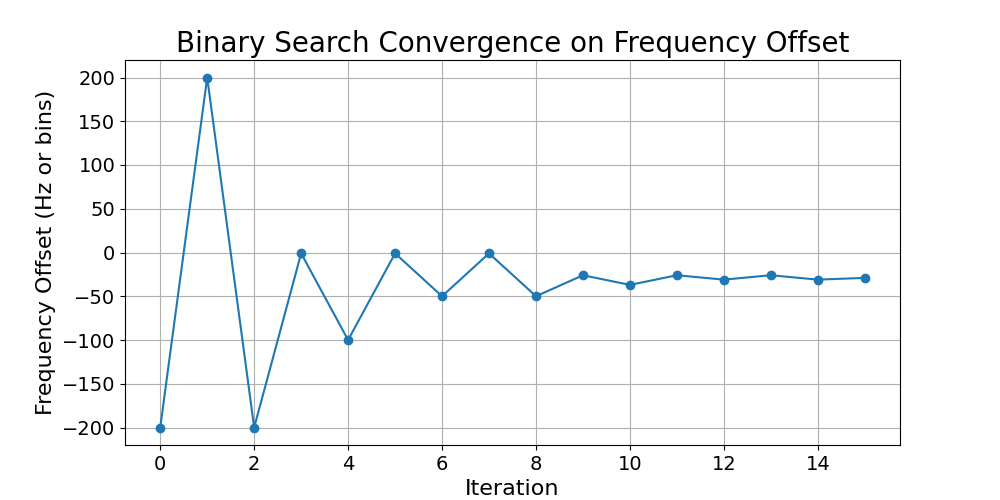 Binary Search Convergence on Frequency Offset
Frequency Offset (Hz or bins)
200
150
100
50
0
−50
−100
−150
−200
0 2 4 6 8 10 12 14
Iteration